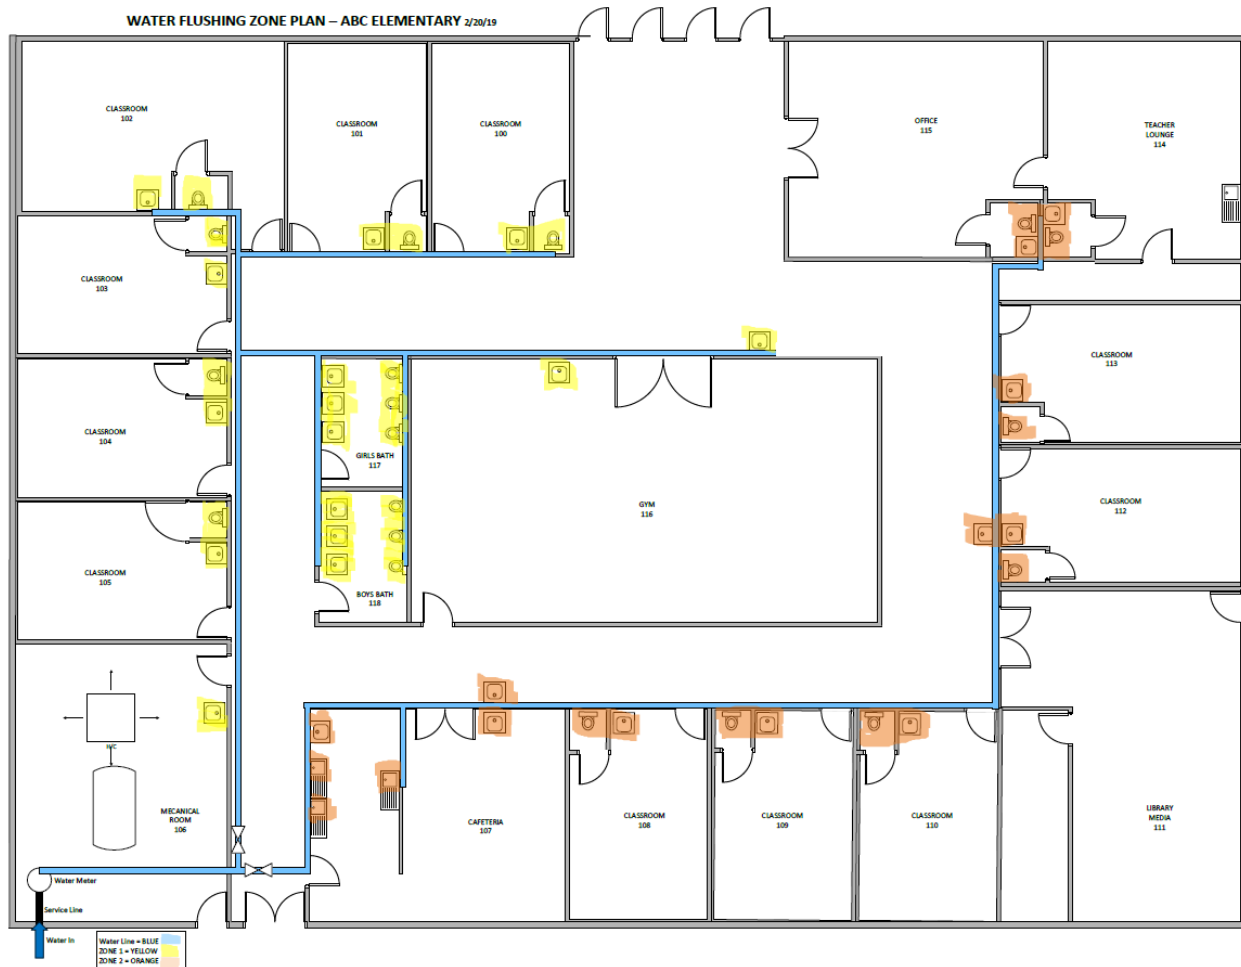 WATER FLUSHING ZONE PLAN – ABC ELEMENTARY 2/20/19
CLASSROOM
102
CLASSROOM
101
CLASSROOM
100
OFFICE
115
TEACHER
LOUNGE
114
CLASSROOM
103
CLASSROOM
113
CLASSROOM
104
GIRLS BATH
117
CLASSROOM
112
GYM
116
CLASSROOM
105
BOYS BATH
118
H/C
MECANICAL
ROOM
106
CAFETERIA
107
CLASSROOM
108
CLASSROOM
109
CLASSROOM
110
LIBRARY
MEDIA
111
Water Meter
Service Line
Water In
Water Line = BLUE
ZONE 1 = YELLOW
ZONE 2 = ORANGE